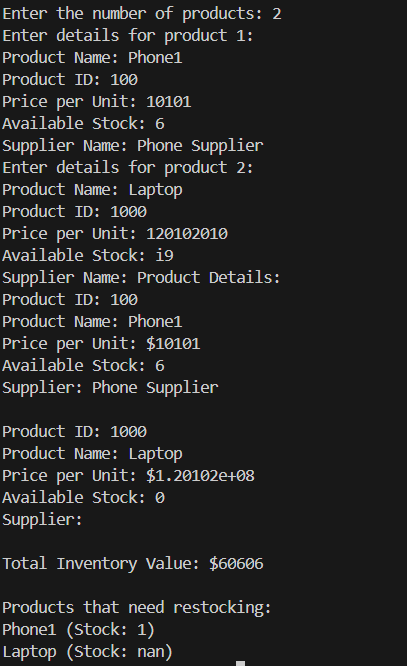 Enter the number of products: 2
Enter details for product 1:
Product Name: Phone1
Product ID: 100
Price per Unit: 10101
Available Stock: 6
Supplier Name: Phone Supplier
Enter details for product 2:
Product Name: Laptop
Product ID: 1000
Price per Unit: 120102010
Available Stock: i9
Supplier Name: Product Details:
Product ID: 100
Product Name: Phone1
Price per Unit: $10101
Available Stock: 6
Supplier: Phone Supplier
Product ID: 1000
Product Name: Laptop
Price per Unit: $1.20102e+08
Available Stock: 0
Supplier:
Total Inventory Value: $60606
Products that need restocking:
Phone1 (Stock: 1)
Laptop (Stock: nan)